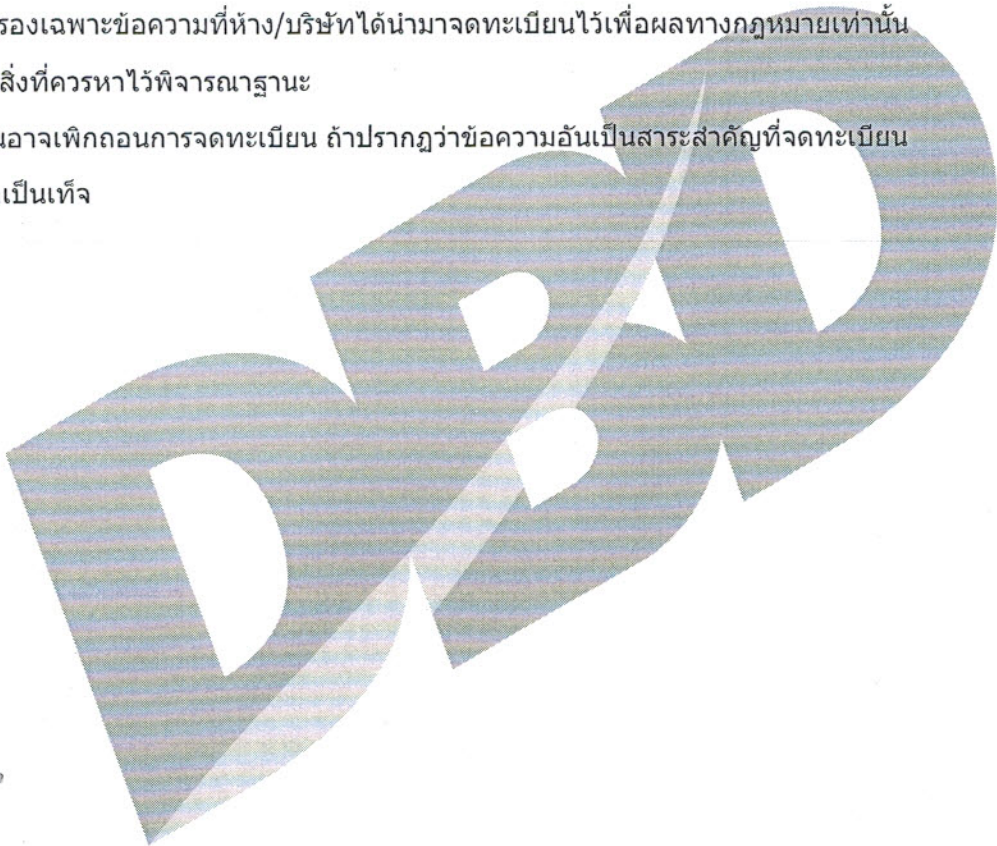 รองเฉพาะข้อความที่ห้าง/บริษัทได้นำมาจดทะเบียนไว้เพื่อผลทางกฎหมายเท่านั้น
สิ่งที่ควรหาไว้พิจารณาฐานะ
นอาจเพิกถอนการจดทะเบียน ถ้าปรากฏว่าข้อความอันเป็นสาระสำคัญที่จดทะเบียน
เป็นเท็จ
DBD